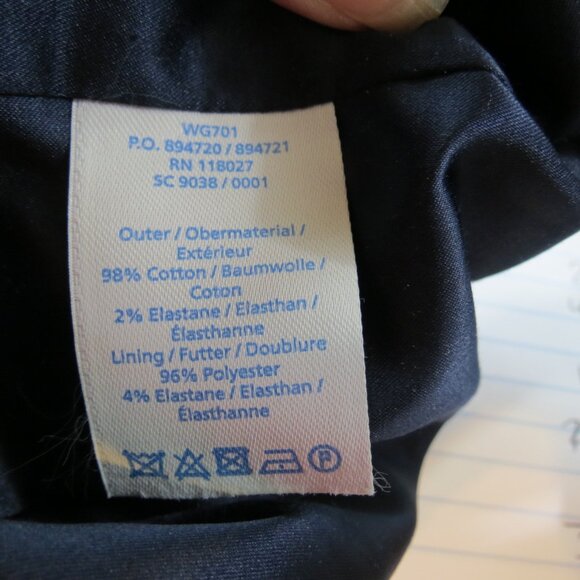 WG701
P.O. 894720 / 894721
RN 118027
SC 9038 / 0001
Outer / Obermaterial /
Extérieur
98% Cotton / Baumwolle /
Coton
2% Elastane / Elasthan /
Élasthanne
Lining / Futter / Doublure
96% Polyester
4% Elastane / Elasthan /
Élasthanne
P